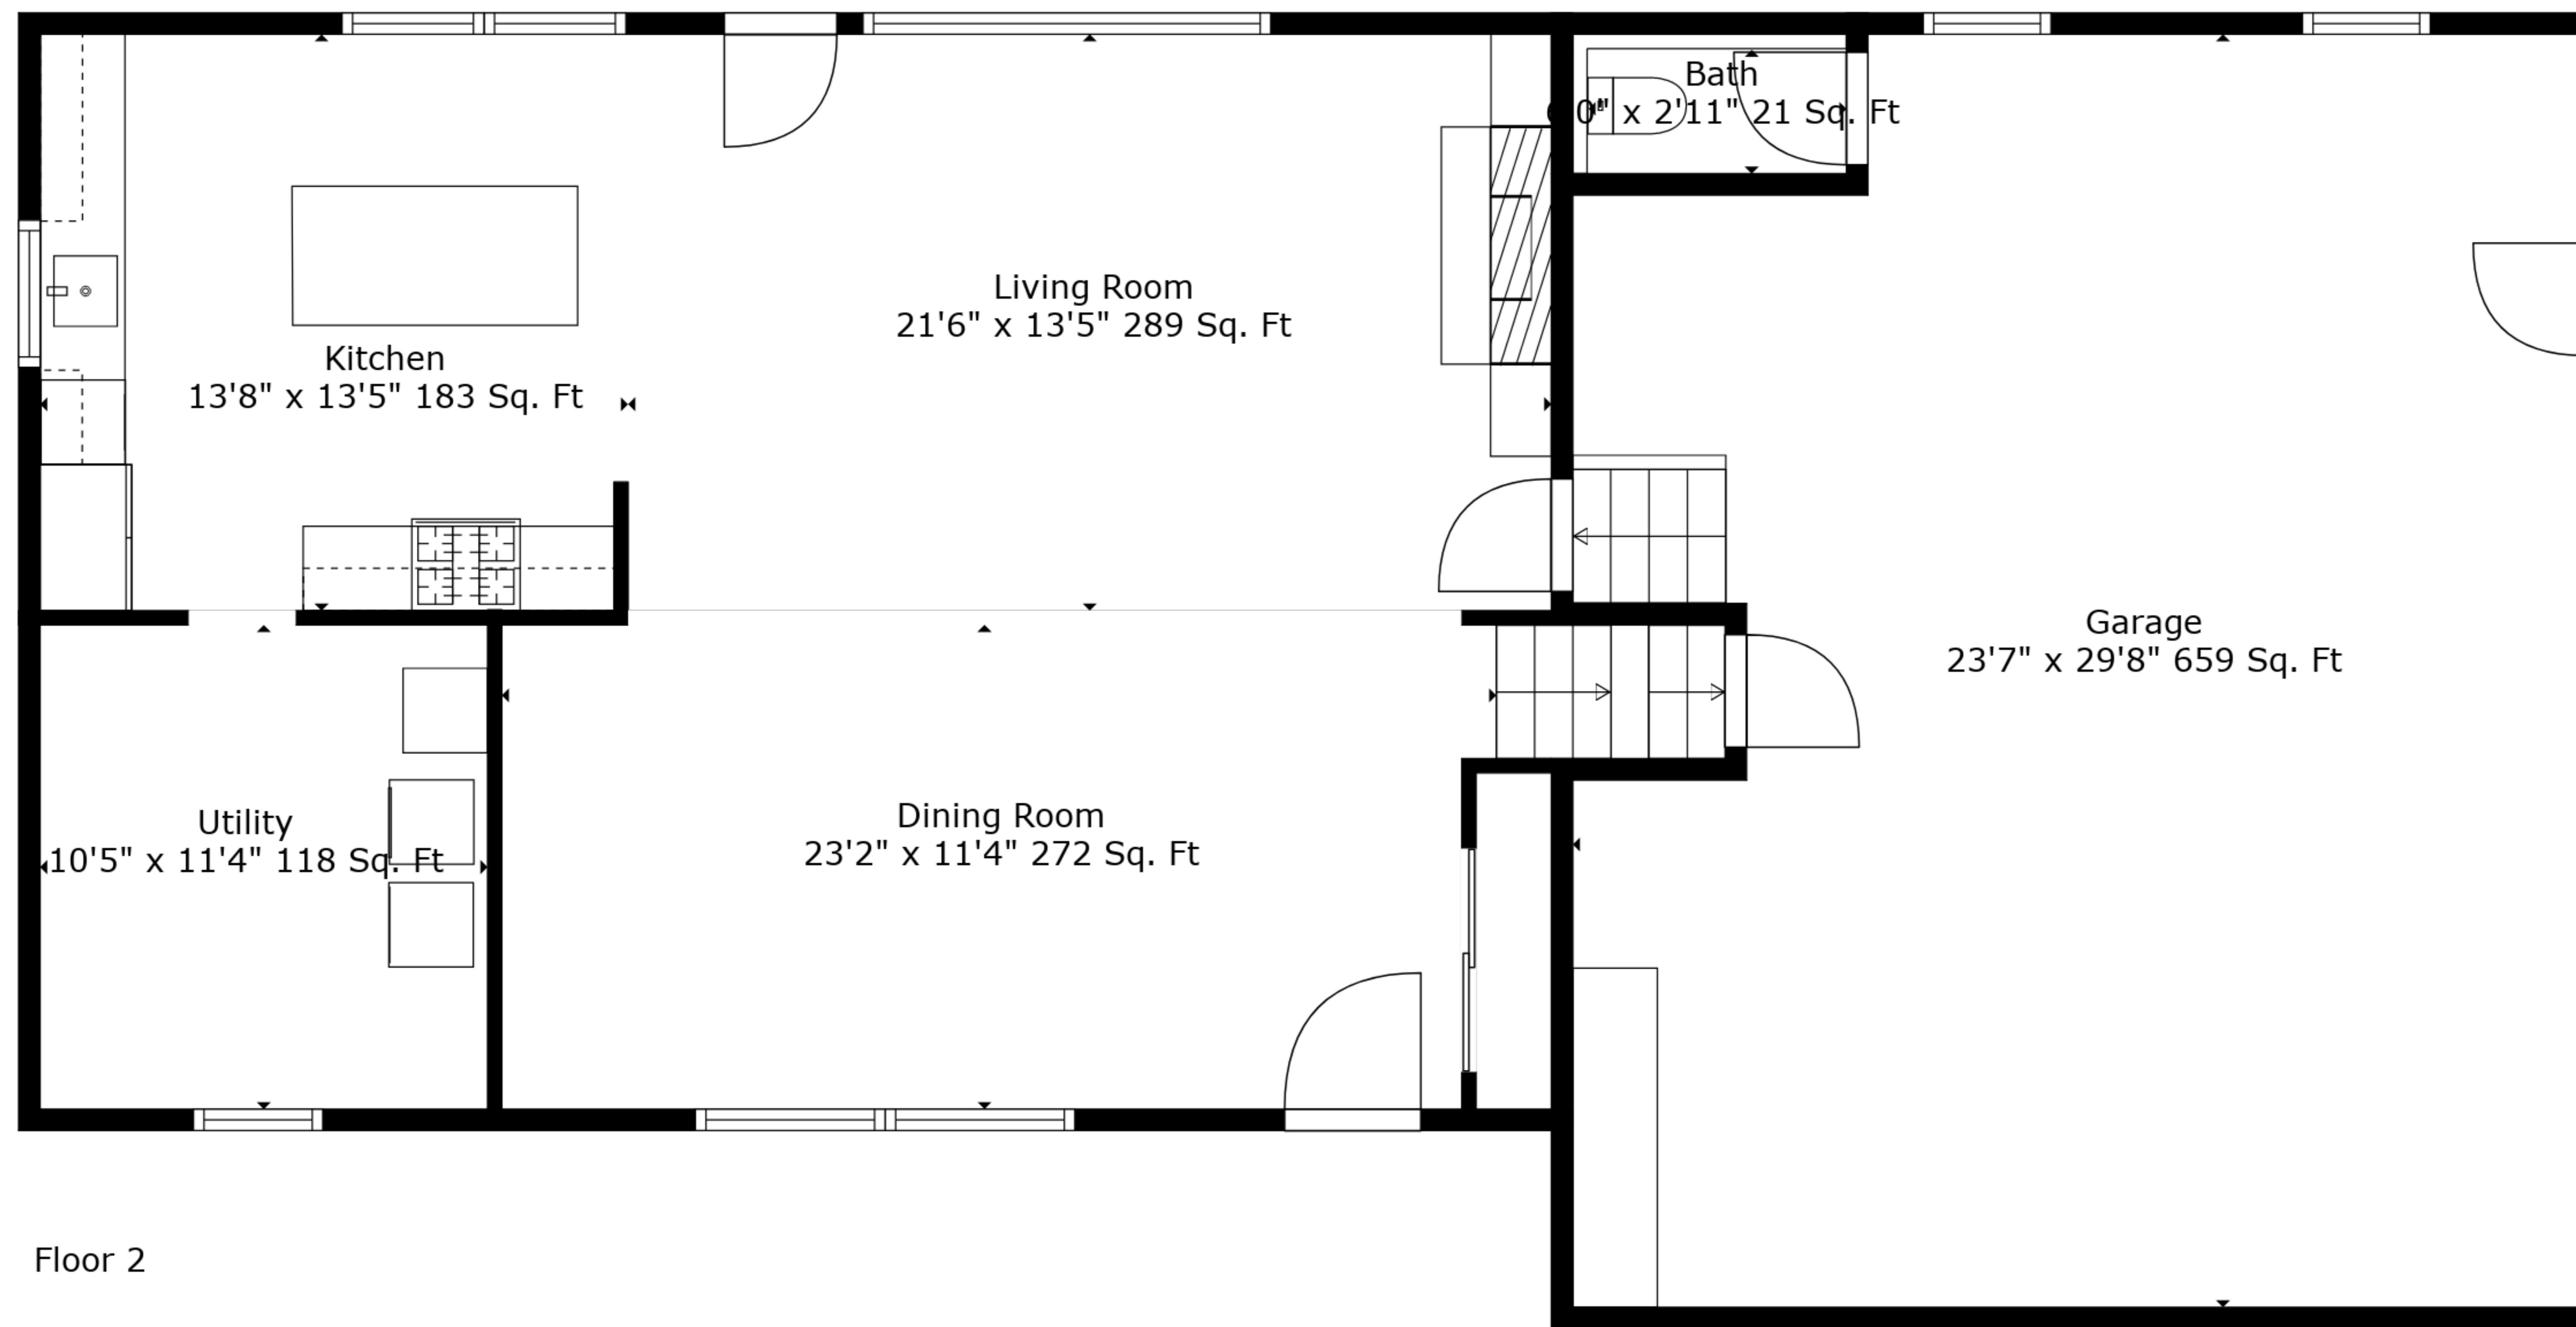 Bath
6'0" x 2'11" 21 Sq. Ft
Living Room
21'6" x 13'5" 289 Sq. Ft
Kitchen
13'8" x 13'5" 183 Sq. Ft
Garage
23'7" x 29'8" 659 Sq. Ft
Dining Room
23'2" x 11'4" 272 Sq. Ft
Utility
10'5" x 11'4" 118 Sq. Ft
Floor 2